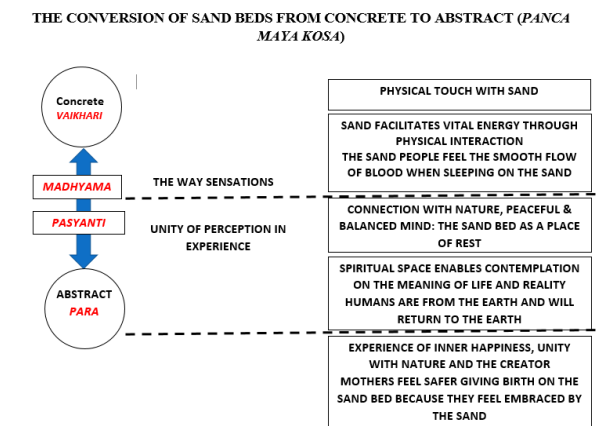 THE CONVERSION OF SAND BEDS FROM CONCRETE TO ABSTRACT (PANCA
MAYA KOSA)
Concrete
VAIKHARI
MADHYAMA
PASYANTI
ABSTRACT
PARA
THE WAY SENSATIONS
UNITY OF PERCEPTION IN
EXPERIENCE
PHYSICAL TOUCH WITH SAND
SAND FACILITATES VITAL ENERGY THROUGH
PHYSICAL INTERACTION
THE SAND PEOPLE FEEL THE SMOOTH FLOW
OF BLOOD WHEN SLEEPING ON THE SAND
CONNECTION WITH NATURE, PEACEFUL &
BALANCED MIND: THE SAND BED AS A PLACE
OF REST
SPIRITUAL SPACE ENABLES CONTEMPLATION
ON THE MEANING OF LIFE AND REALITY
HUMANS ARE FROM THE EARTH AND WILL
RETURN TO THE EARTH
EXPERIENCE OF INNER HAPPINESS, UNITY
WITH NATURE AND THE CREATOR
MOTHERS FEEL SAFER GIVING BIRTH ON THE
SAND BED BECAUSE THEY FEEL EMBRACED BY
THE SAND